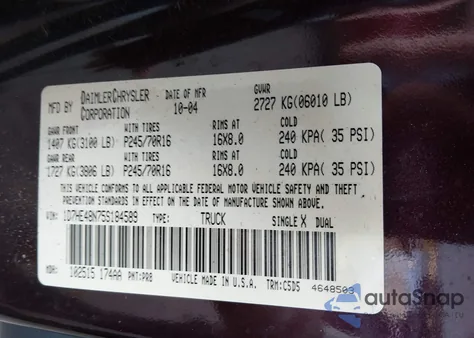 MFD BY DAIMLERCHRYSLER CORPORATION DATE OF MFR 10-04 GVWR 2727 KG(06010 LB)
GAWR FRONT WITH TIRES RIMS AT COLD
1407 KG(3100 LB) P245/70R16 16X8.0 240 KPA( 35 PSI)
GAWR REAR WITH TIRES RIMS AT COLD
1727 KG(3806 LB) P245/70R16 16X8.0 240 KPA( 35 PSI)
THIS VEHICLE CONFORMS TO ALL APPLICABLE FEDERAL MOTOR VEHICLE SAFETY AND THEFT
PREVENTION STANDARDS IN EFFECT ON THE DATE OF MANUFACTURE SHOWN ABOVE.
VIN: 1D7HE48N75S184589 TYPE: TRUCK SINGLE X DUAL
MDH: 102515 174AA PNT:PR8 VEHICLE MADE IN U.S.A. TRM:C5D5 4648503
autoSnap